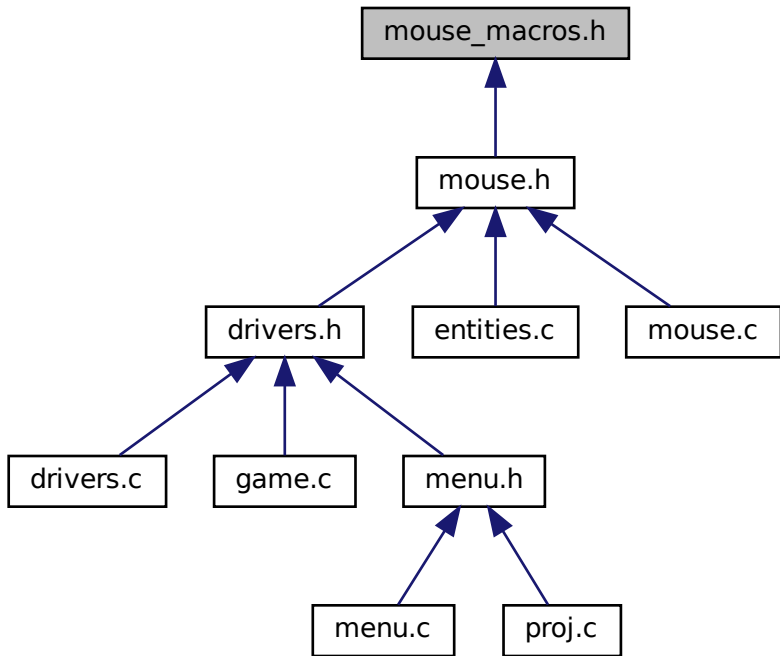 mouse_macros.h
mouse.h
drivers.h
entities.c
mouse.c
drivers.c
game.c
menu.h
menu.c
proj.c